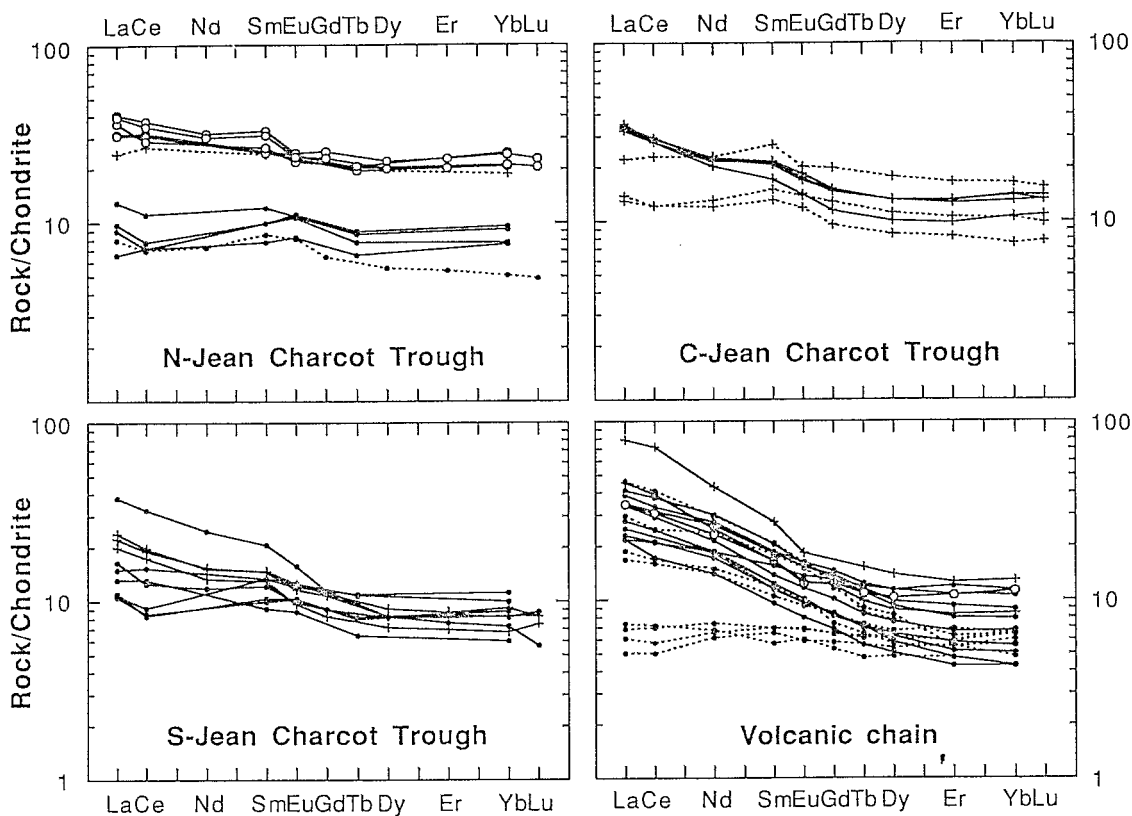 LaCe Nd SmEuGdTb Dy Er YbLu
LaCe Nd SmEuGdTb Dy Er YbLu
100
10
Rock/Chondrite
N-Jean Charcot Trough
100
10
C-Jean Charcot Trough
100
10
1
Rock/Chondrite
S-Jean Charcot Trough
100
10
1
Volcanic chain
LaCe Nd SmEuGdTb Dy Er YbLu
LaCe Nd SmEuGdTb Dy Er YbLu